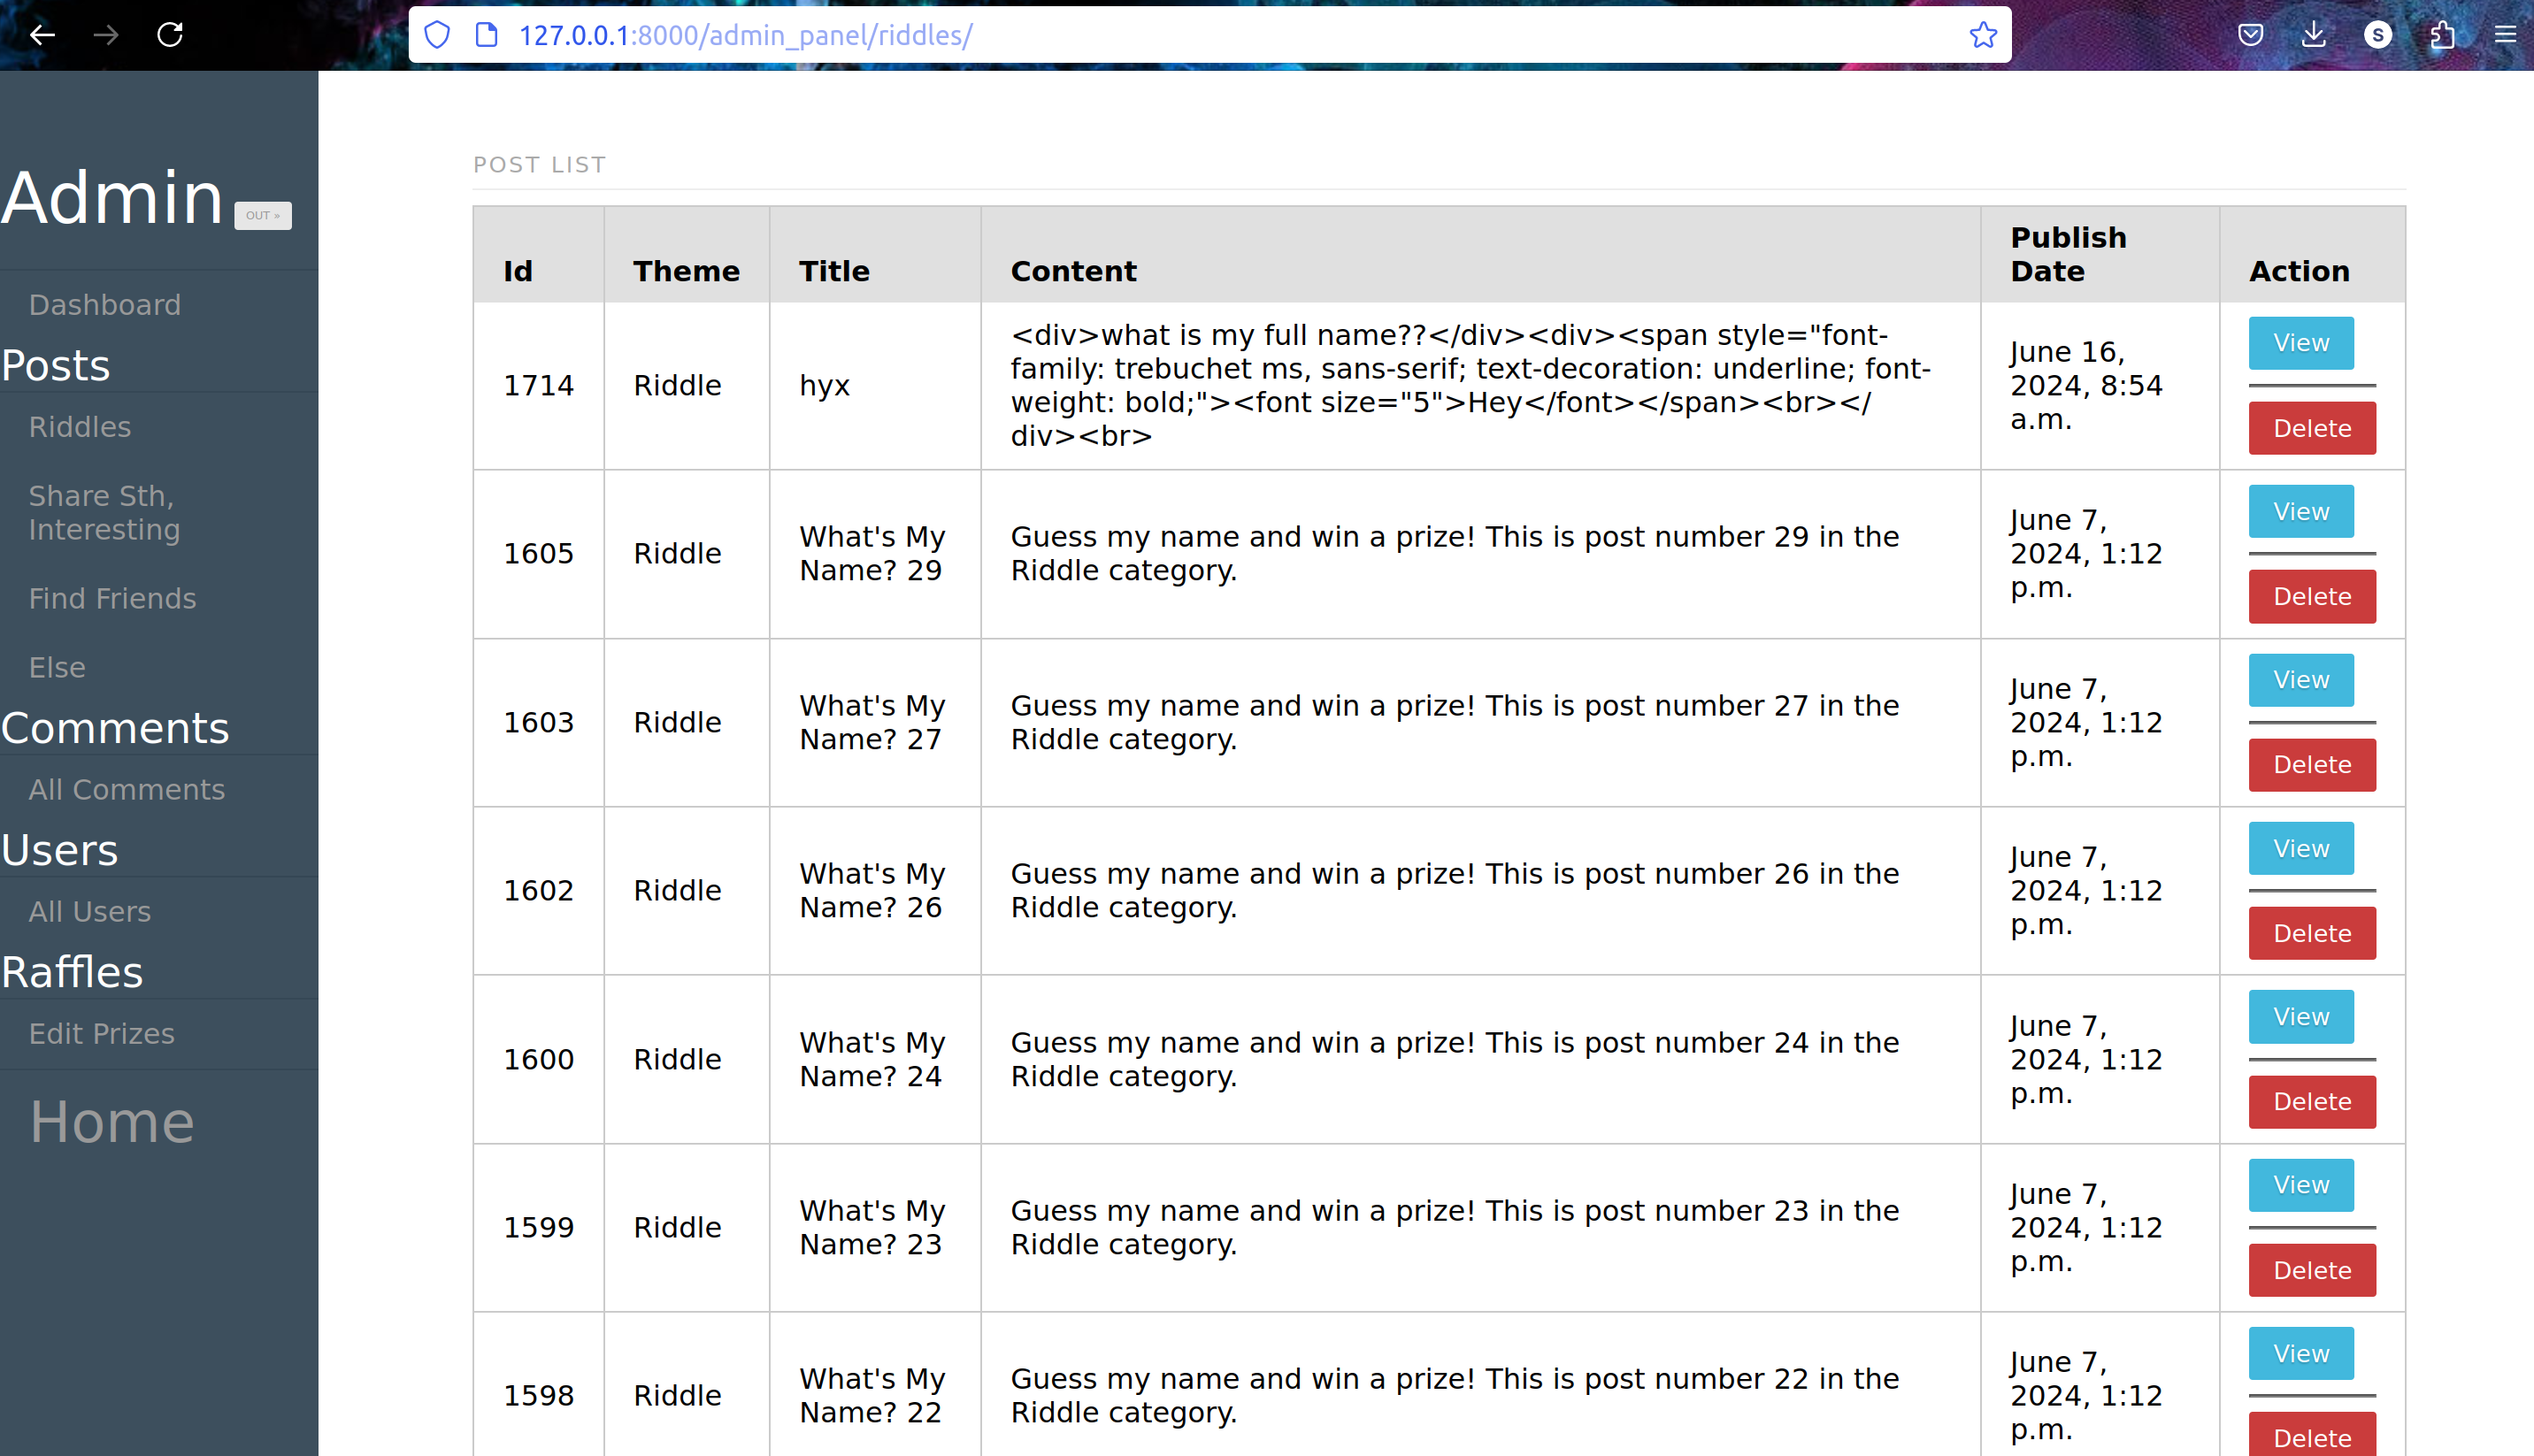 127.0.0.1:8000/admin_panel/riddles/
S
Admin
OUT »
Dashboard
Posts
Riddles
Share Sth,
Interesting
Find Friends
Else
Comments
All Comments
Users
All Users
Raffles
Edit Prizes
Home
POST LIST
Id Theme Title Content Publish
Date Action
1714 Riddle hyx <div>what is my full name??</div><div><span style="font-
family: trebuchet ms, sans-serif; text-decoration: underline; font-
weight: bold;"><font size="5">Hey</font></span><br></
div><br>
June 16,
2024, 8:54
a.m.
View
Delete
1605 Riddle What's My
Name? 29
Guess my name and win a prize! This is post number 29 in the
Riddle category.
June 7,
2024, 1:12
p.m.
View
Delete
1603 Riddle What's My
Name? 27
Guess my name and win a prize! This is post number 27 in the
Riddle category.
June 7,
2024, 1:12
p.m.
View
Delete
1602 Riddle What's My
Name? 26
Guess my name and win a prize! This is post number 26 in the
Riddle category.
June 7,
2024, 1:12
p.m.
View
Delete
1600 Riddle What's My
Name? 24
Guess my name and win a prize! This is post number 24 in the
Riddle category.
June 7,
2024, 1:12
p.m.
View
Delete
1599 Riddle What's My
Name? 23
Guess my name and win a prize! This is post number 23 in the
Riddle category.
June 7,
2024, 1:12
p.m.
View
Delete
1598 Riddle What's My
Name? 22
Guess my name and win a prize! This is post number 22 in the
Riddle category.
June 7,
2024, 1:12
p.m.
View
Delete